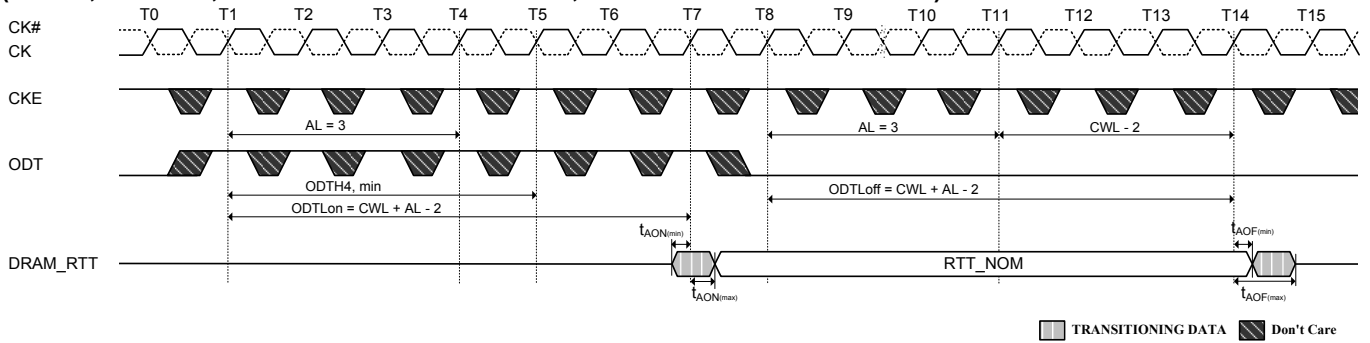 T0 T1 T2 T3 T4 T5 T6 T7 T8 T9 T10 T11 T12 T13 T14 T15
CK#
CK
CKE
AL = 3 AL = 3 CWL - 2
ODT
ODTH4, min ODTLoff = CWL + AL - 2
ODTLon = CWL + AL - 2
tAON(min) tAOF(min)
DRAM_RTT RTT_NOM
tAON(max) tAOF(max)
TRANSITIONING DATA Don't Care